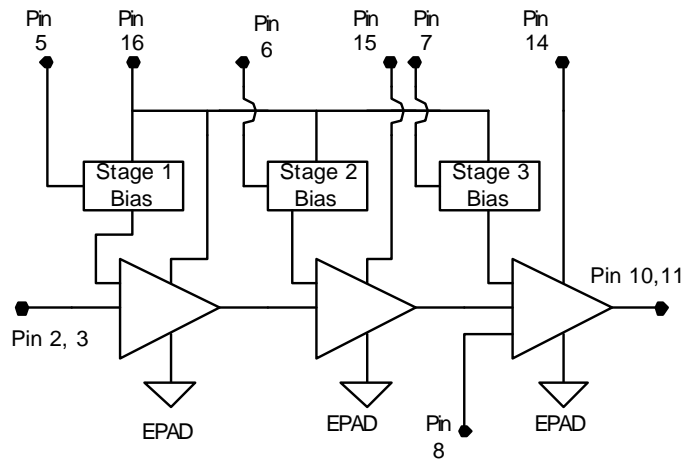 Pin
5
Pin
16
Pin
6
Pin
15
Pin
7
Pin
14
Stage 1
Bias
Stage 2
Bias
Stage 3
Bias
Pin 10,11
Pin 2, 3
EPAD
EPAD
Pin
8
EPAD